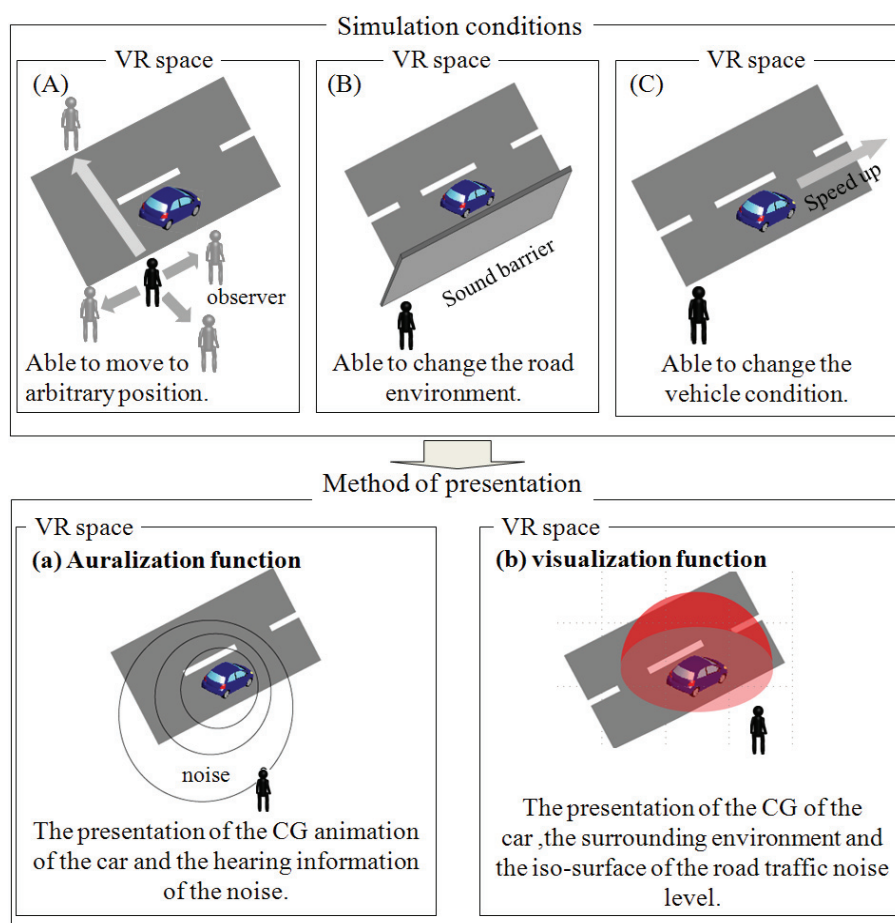 Simulation conditions
VR space
(A)
observer
Able to move to
arbitrary position.
VR space
(B)
Sound barrier
Able to change the road
environment.
VR space
(C)
Speed up
Able to change the
vehicle condition.
Method of presentation
VR space
(a) Auralization function
noise
The presentation of the CG animation
of the car and the hearing information
of the noise.
VR space
(b) visualization function
The presentation of the CG of the
car ,the surrounding environment and
the iso-surface of the road traffic noise
level.